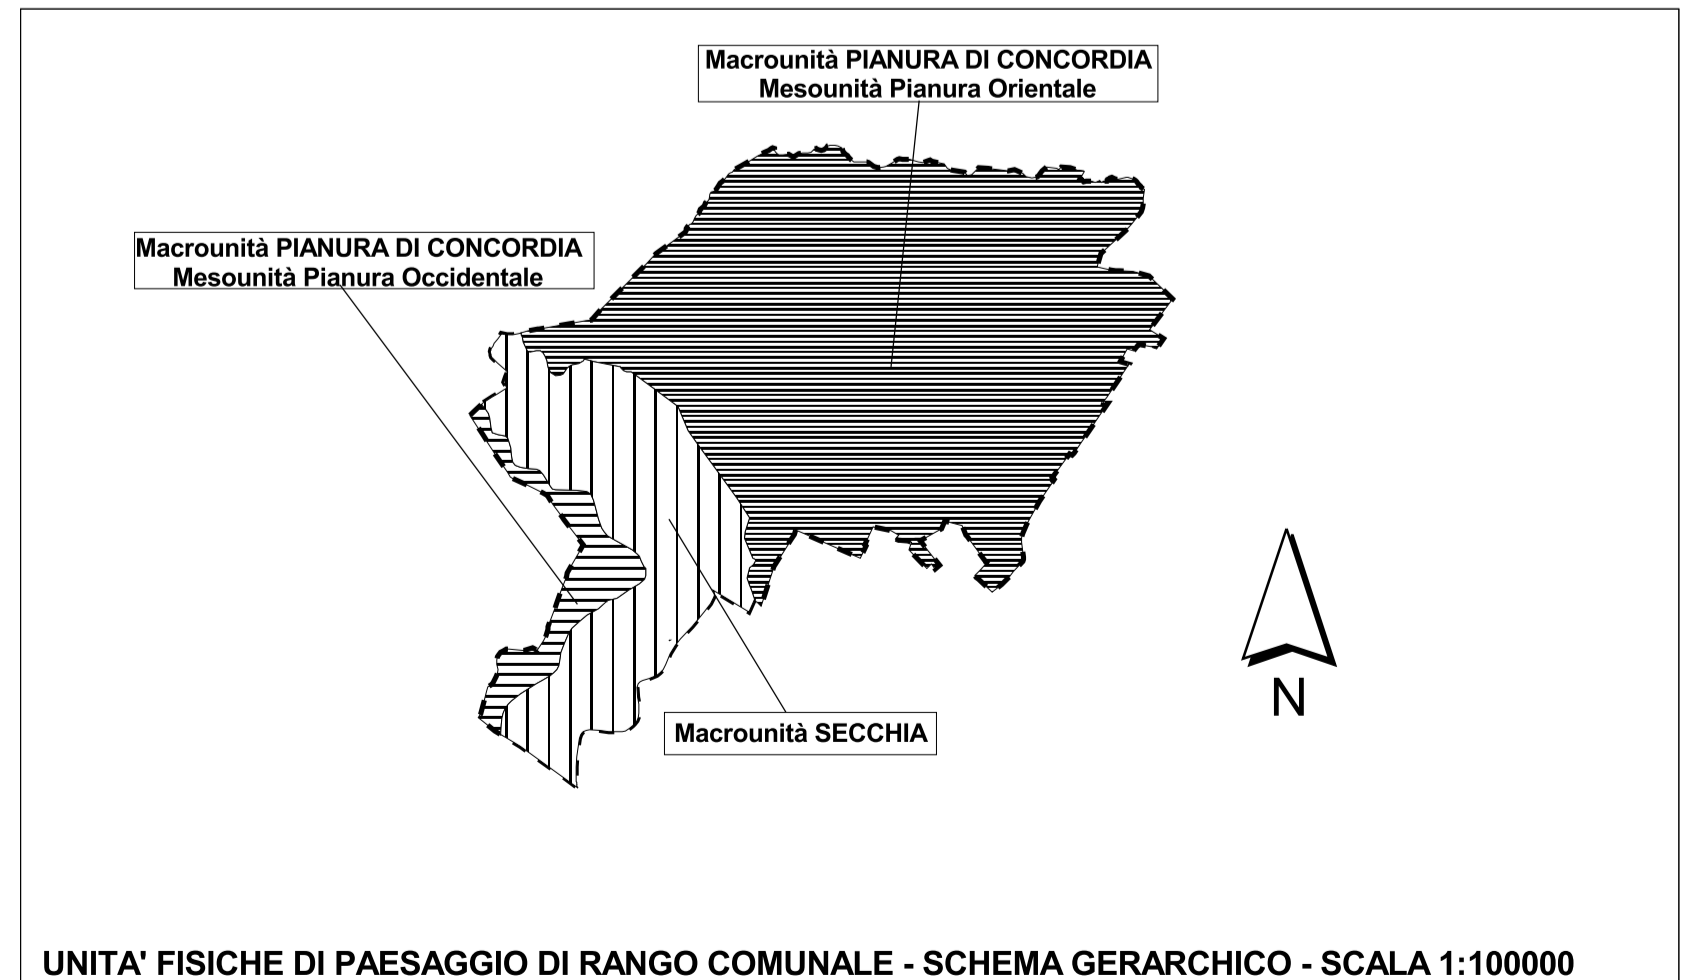 Macrounità PIANURA DI CONCORDIA
Mesounità Pianura Orientale
Macrounità PIANURA DI CONCORDIA
Mesounità Pianura Occidentale
Macrounità SECCHIA
N
UNITA' FISICHE DI PAESAGGIO DI RANGO COMUNALE - SCHEMA GERARCHICO - SCALA 1:100000